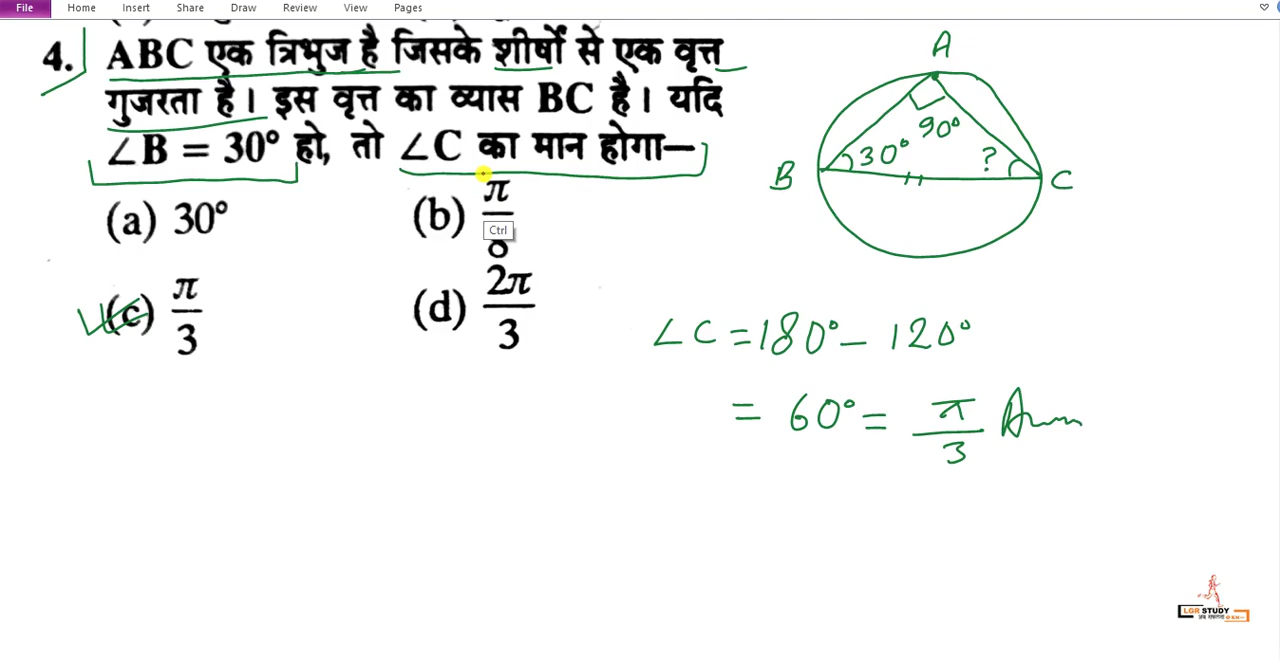 File Home Insert Share Draw Review View Pages
4. ABC एक त्रिभुज है जिसके शीर्षों से एक वृत्त
गुजरता है। इस वृत्त का व्यास BC है। यदि
∠B = 30° हो, तो ∠C का मान होगा—
(a) 30° (b) π/
Ctrl
(c) π/3 (d) 2π/3
A
90°
30° ?
B C
∠C = 180° – 120°
= 60° = π/3 Ans
LGR STUDY